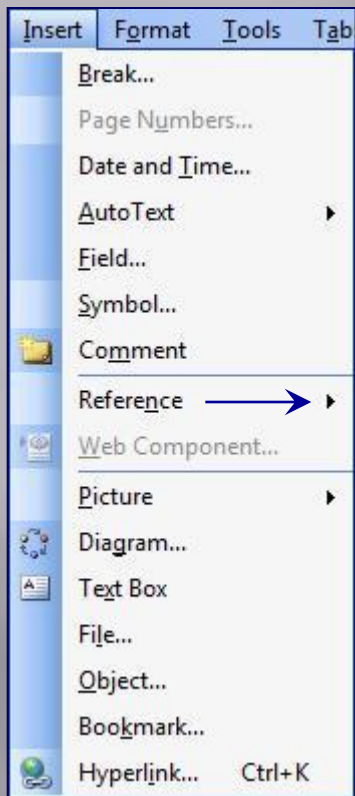 Insert Format Tools Tab
Break...
Page Numbers...
Date and Time...
AutoText
Field...
Symbol...
Comment
Reference
Web Component...
Picture
Diagram...
Text Box
File...
Object...
Bookmark...
Hyperlink... Ctrl+K